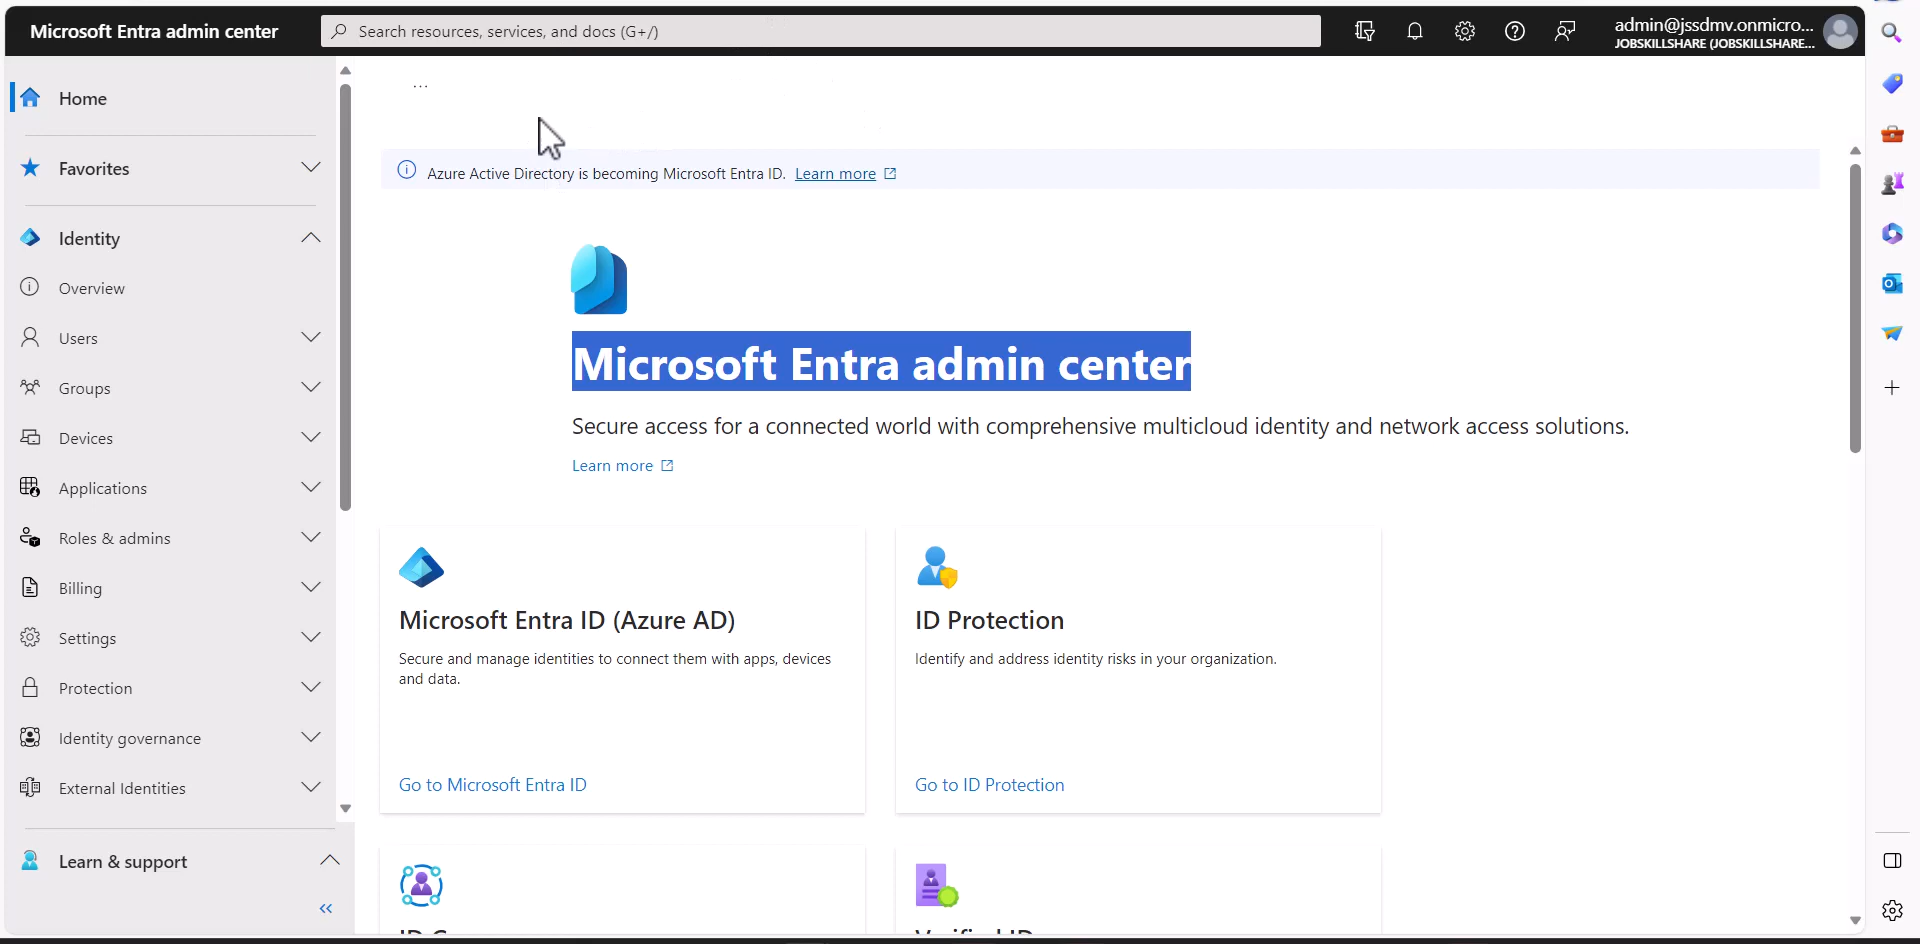 Microsoft Entra admin center
Search resources, services, and docs (G+/)
admin@jssdmv.onmicro...
JOBSKILLSHARE (JOBSKILLSHARE...
Home
Favorites
Identity
Overview
Users
Groups
Devices
Applications
Roles & admins
Billing
Settings
Protection
Identity governance
External Identities
Learn & support
...
Azure Active Directory is becoming Microsoft Entra ID. Learn more
Microsoft Entra admin center
Secure access for a connected world with comprehensive multicloud identity and network access solutions.
Learn more
Microsoft Entra ID (Azure AD)
Secure and manage identities to connect them with apps, devices
and data.
Go to Microsoft Entra ID
ID Protection
Identify and address identity risks in your organization.
Go to ID Protection
Verified ID